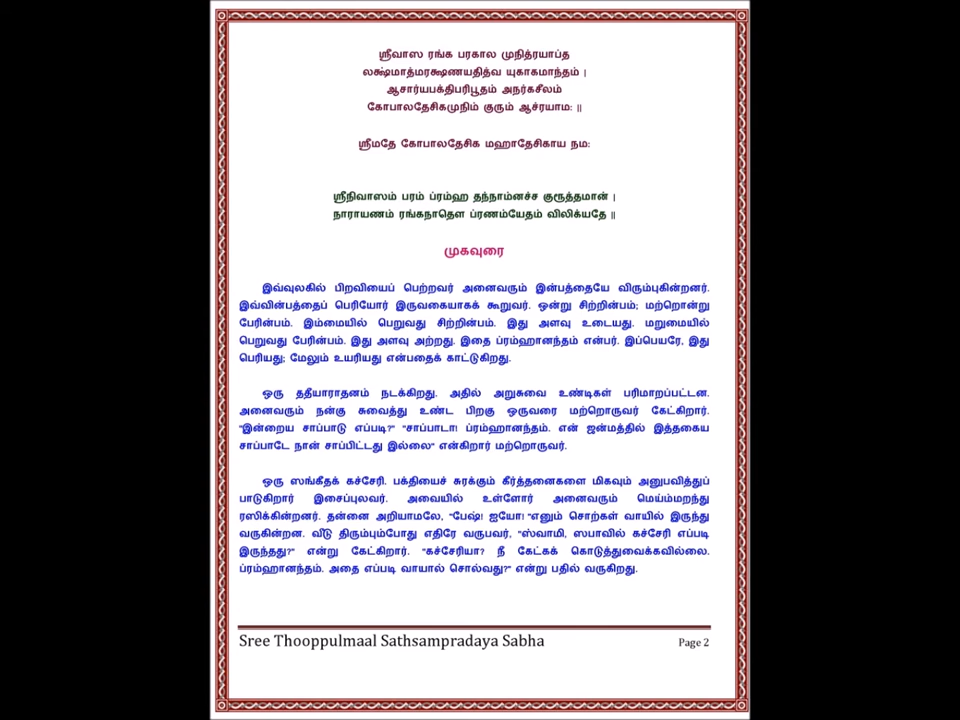 ஸ்ரீவாஸ ரங்க பரகால முநித்ரயாப்த
லக்ஷ்மாத்மரக்ஷணயதித்வ யுகாகமாந்தம் |
ஆசார்யபக்திபரிபூதம் அநர்கசீலம்
கோபாலதேசிகமுநிம் குரும் ஆச்ரயாம: ||
ஸ்ரீமதே கோபாலதேசிக மஹாதேசிகாய நம:
ஸ்ரீநிவாஸம் பரம் ப்ரம்ஹ தந்நாம்னச்ச குரூத்தமான் |
நாராயணம் ரங்கநாதௌ ப்ரணம்யேதம் விலிக்யதே ||
முகவுரை
இவ்வுலகில் பிறவியைப் பெற்றவர் அனைவரும் இன்பத்தையே விரும்புகின்றனர்.
இவ்வின்பத்தைப் பெரியோர் இருவகையாகக் கூறுவர். ஒன்று சிற்றின்பம்; மற்றொன்று
பேரின்பம். இம்மையில் பெறுவது சிற்றின்பம். இது அளவு உடையது. மறுமையில்
பெறுவது பேரின்பம். இது அளவு அற்றது. இதை ப்ரம்ஹானந்தம் என்பர். இப்பெயரே, இது
பெரியது; மேலும் உயரியது என்பதைக் காட்டுகிறது.
ஒரு ததீயாராதனம் நடக்கிறது. அதில் அறுசுவை உண்டிகள் பரிமாறப்பட்டன.
அனைவரும் நன்கு சுவைத்து உண்ட பிறகு ஒருவரை மற்றொருவர் கேட்கிறார்.
"இன்றைய சாப்பாடு எப்படி?" "சாப்பாடா! ப்ரம்ஹானந்தம். என் ஜன்மத்தில் இத்தகைய
சாப்பாடே நான் சாப்பிட்டது இல்லை" என்கிறார் மற்றொருவர்.
ஒரு ஸங்கீதக் கச்சேரி. பக்தியைச் சுரக்கும் கீர்த்தனைகளை மிகவும் அனுபவித்துப்
பாடுகிறார் இசைப்புலவர். அவையில் உள்ளோர் அனைவரும் மெய்ம்மறந்து
ரஸிக்கின்றனர். தன்னை அறியாமலே, "பேஷ்! ஐயோ! "எனும் சொற்கள் வாயில் இருந்து
வருகின்றன. வீடு திரும்பும்போது எதிரே வருபவர், "ஸ்வாமி, ஸபாவில் கச்சேரி எப்படி
இருந்தது?" என்று கேட்கிறார். "கச்சேரியா? நீ கேட்கக் கொடுத்துவைக்கவில்லை.
ப்ரம்ஹானந்தம். அதை எப்படி வாயால் சொல்வது?" என்று பதில் வருகிறது.
Sree Thooppulmaal Sathsampradaya Sabha Page 2